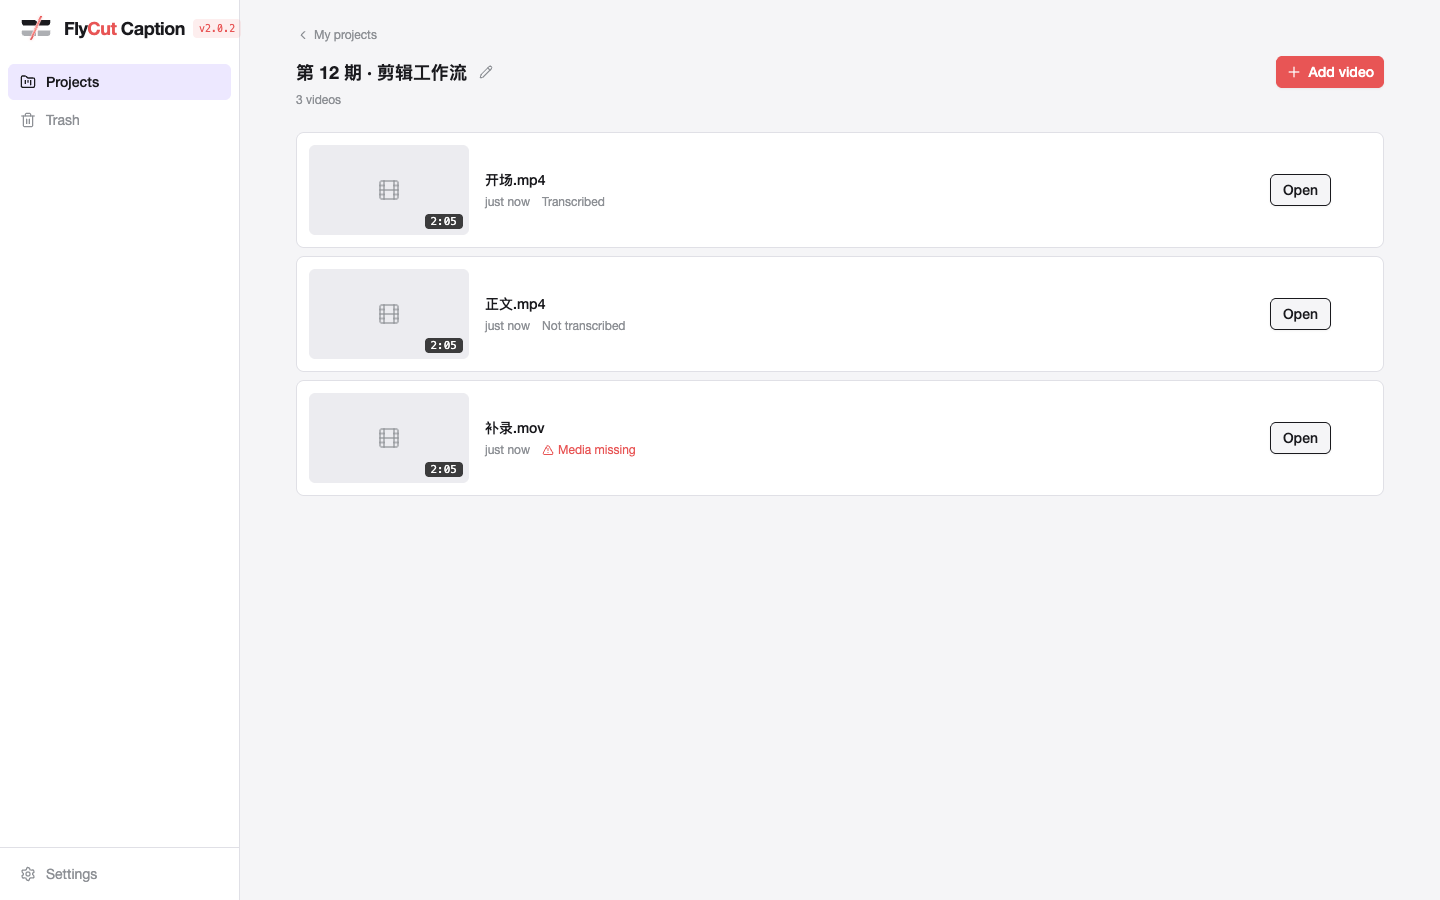 FlyCut Caption v2.0.2
Projects
Trash
Settings
My projects
第 12 期 · 剪辑工作流
3 videos
Add video
2:05
开场.mp4
just now Transcribed
Open
2:05
正文.mp4
just now Not transcribed
Open
2:05
补录.mov
just now Media missing
Open